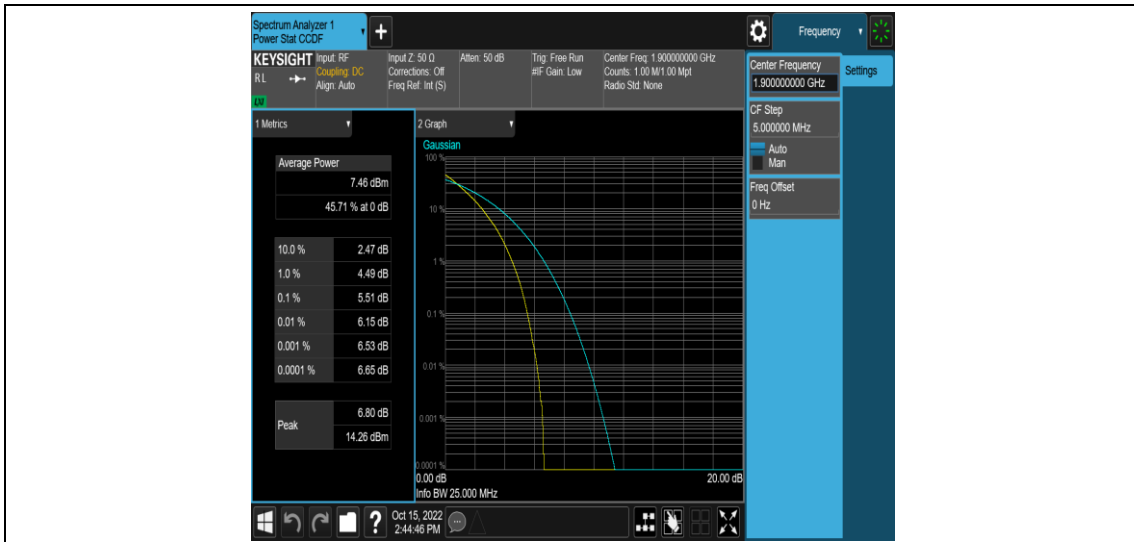 Spectrum Analyzer 1
Power Stat CCDF
+
Frequency
KEYSIGHT
RL
LXI
Input: RF
Coupling: DC
Align: Auto
Input Z: 50 Ω
Corrections: Off
Freq Ref: Int (S)
Atten: 50 dB
Trig: Free Run
#IF Gain: Low
Center Freq: 1.900000000 GHz
Counts: 1.00 M/1.00 Mpt
Radio Std: None
Center Frequency
1.900000000 GHz
Settings
CF Step
5.000000 MHz
Auto
Man
Freq Offset
0 Hz
1 Metrics
Average Power
7.46 dBm
45.71 % at 0 dB
10.0 % 2.47 dB
1.0 % 4.49 dB
0.1 % 5.51 dB
0.01 % 6.15 dB
0.001 % 6.53 dB
0.0001 % 6.65 dB
Peak 6.80 dB
14.26 dBm
2 Graph
Gaussian
100 %
10 %
1 %
0.1 %
0.01 %
0.001 %
0.0001 %
0.00 dB
20.00 dB
Info BW 25.000 MHz
?
Oct 15, 2022
2:44:46 PM